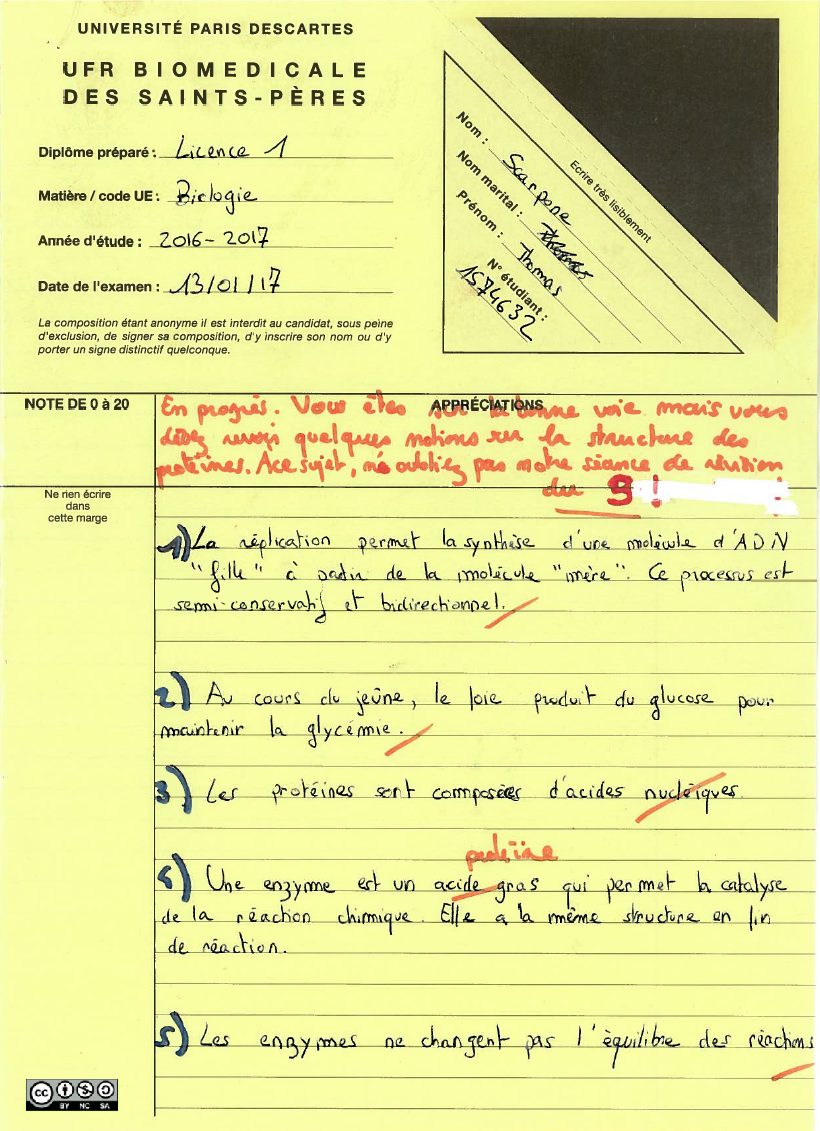 UNIVERSITÉ PARIS DESCARTES
UFR BIOMEDICALE
DES SAINTS-PÈRES
Diplôme préparé : Licence 1
Matière / code UE : Biologie
Année d'étude : 2016-2017
Date de l'examen : 13/01/17
La composition étant anonyme il est interdit au candidat, sous peine
d'exclusion, de signer sa composition, d'y inscrire son nom ou d'y
porter un signe distinctif quelconque.
Ecrire très lisiblement
Nom : Scarpone
Nom marital : Thomas
Prénom : Thomas
N° étudiant :
1574632
NOTE DE 0 à 20
APPRÉCIATIONS
En progrès. Vous êtes sur la bonne voie mais vous
devez revoir quelques notions sur la structure des
protéines. A ce sujet, n'oubliez pas notre séance de révision
du 9 !
Ne rien écrire
dans
cette marge
1) La réplication permet la synthèse d'une molécule d'ADN
"fille" à partir de la molécule "mère". Ce processus est
semi-conservatif et bidirectionnel.
2) Au cours du jeûne, le foie produit du glucose pour
maintenir la glycémie.
3) Les protéines sont composées d'acides nucléiques.
protéine
4) Une enzyme est un acide gras qui permet la catalyse
de la réaction chimique. Elle a la même structure en fin
de réaction.
5) Les enzymes ne changent pas l'équilibre des réactions
cc
BY NC SA